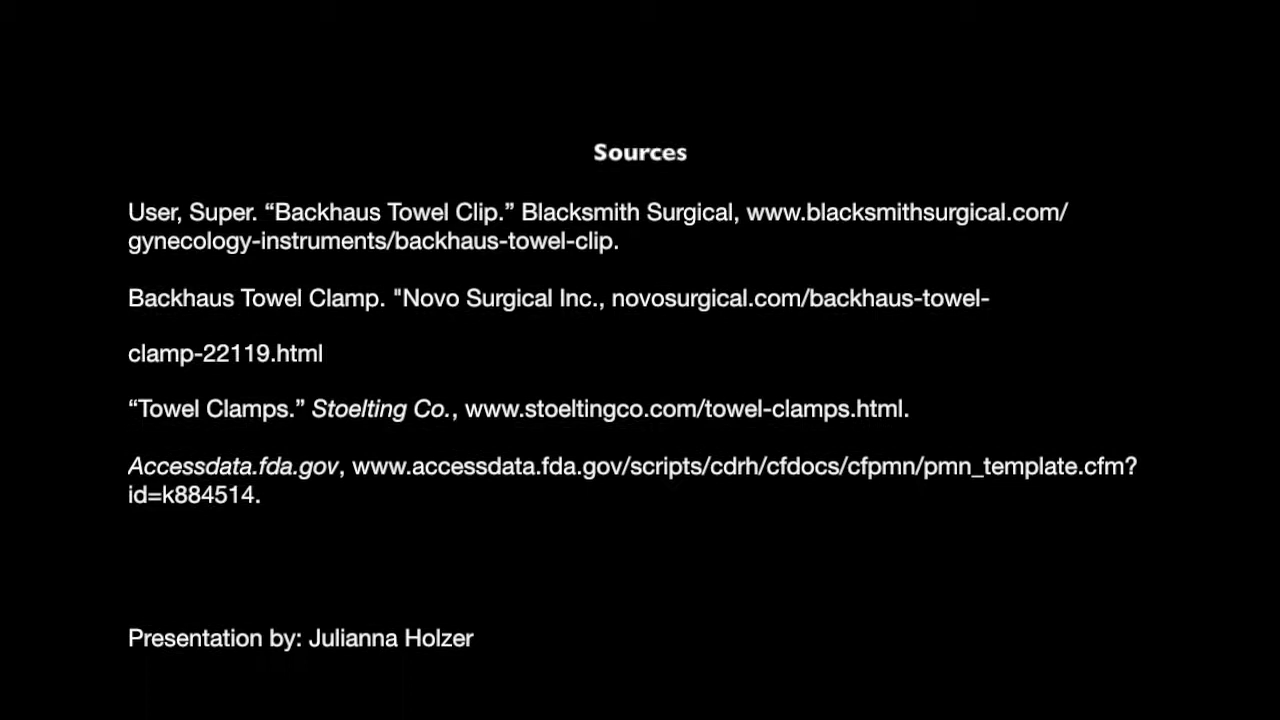 Sources
User, Super. “Backhaus Towel Clip.” Blacksmith Surgical, www.blacksmithsurgical.com/
gynecology-instruments/backhaus-towel-clip.
Backhaus Towel Clamp. "Novo Surgical Inc., novosurgical.com/backhaus-towel-
clamp-22119.html
“Towel Clamps.” Stoelting Co., www.stoeltingco.com/towel-clamps.html.
Accessdata.fda.gov, www.accessdata.fda.gov/scripts/cdrh/cfdocs/cfpmn/pmn_template.cfm?
id=k884514.
Presentation by: Julianna Holzer